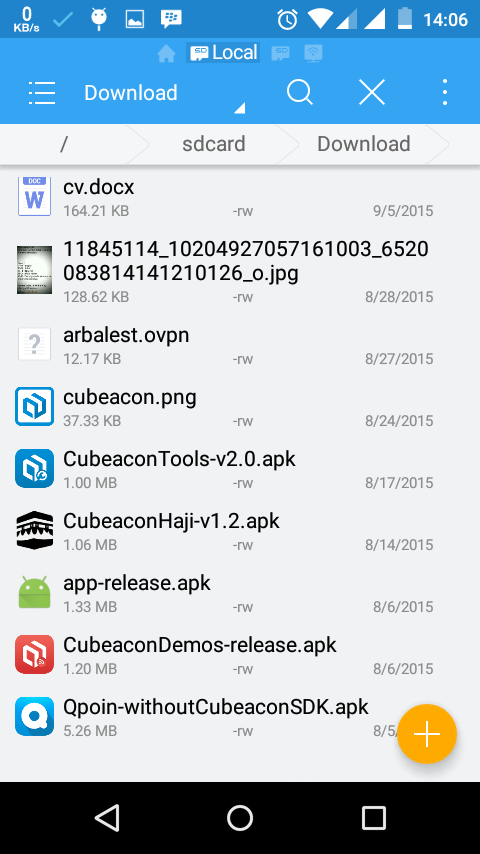 0
KB/s
14:06
SD Local
Download
/ sdcard Download
DOC
W
cv.docx
164.21 KB -rw 9/5/2015
11845114_10204927057161003_6520
083814141210126_o.jpg
128.62 KB -rw 8/28/2015
?
arbalest.ovpn
12.17 KB -rw 8/27/2015
cubeacon.png
37.33 KB -rw 8/24/2015
CubeaconTools-v2.0.apk
1.00 MB -rw 8/17/2015
CubeaconHaji-v1.2.apk
1.06 MB -rw 8/14/2015
app-release.apk
1.33 MB -rw 8/6/2015
CubeaconDemos-release.apk
1.20 MB -rw 8/6/2015
Qpoin-withoutCubeaconSDK.apk
5.26 MB -rw 8/5/